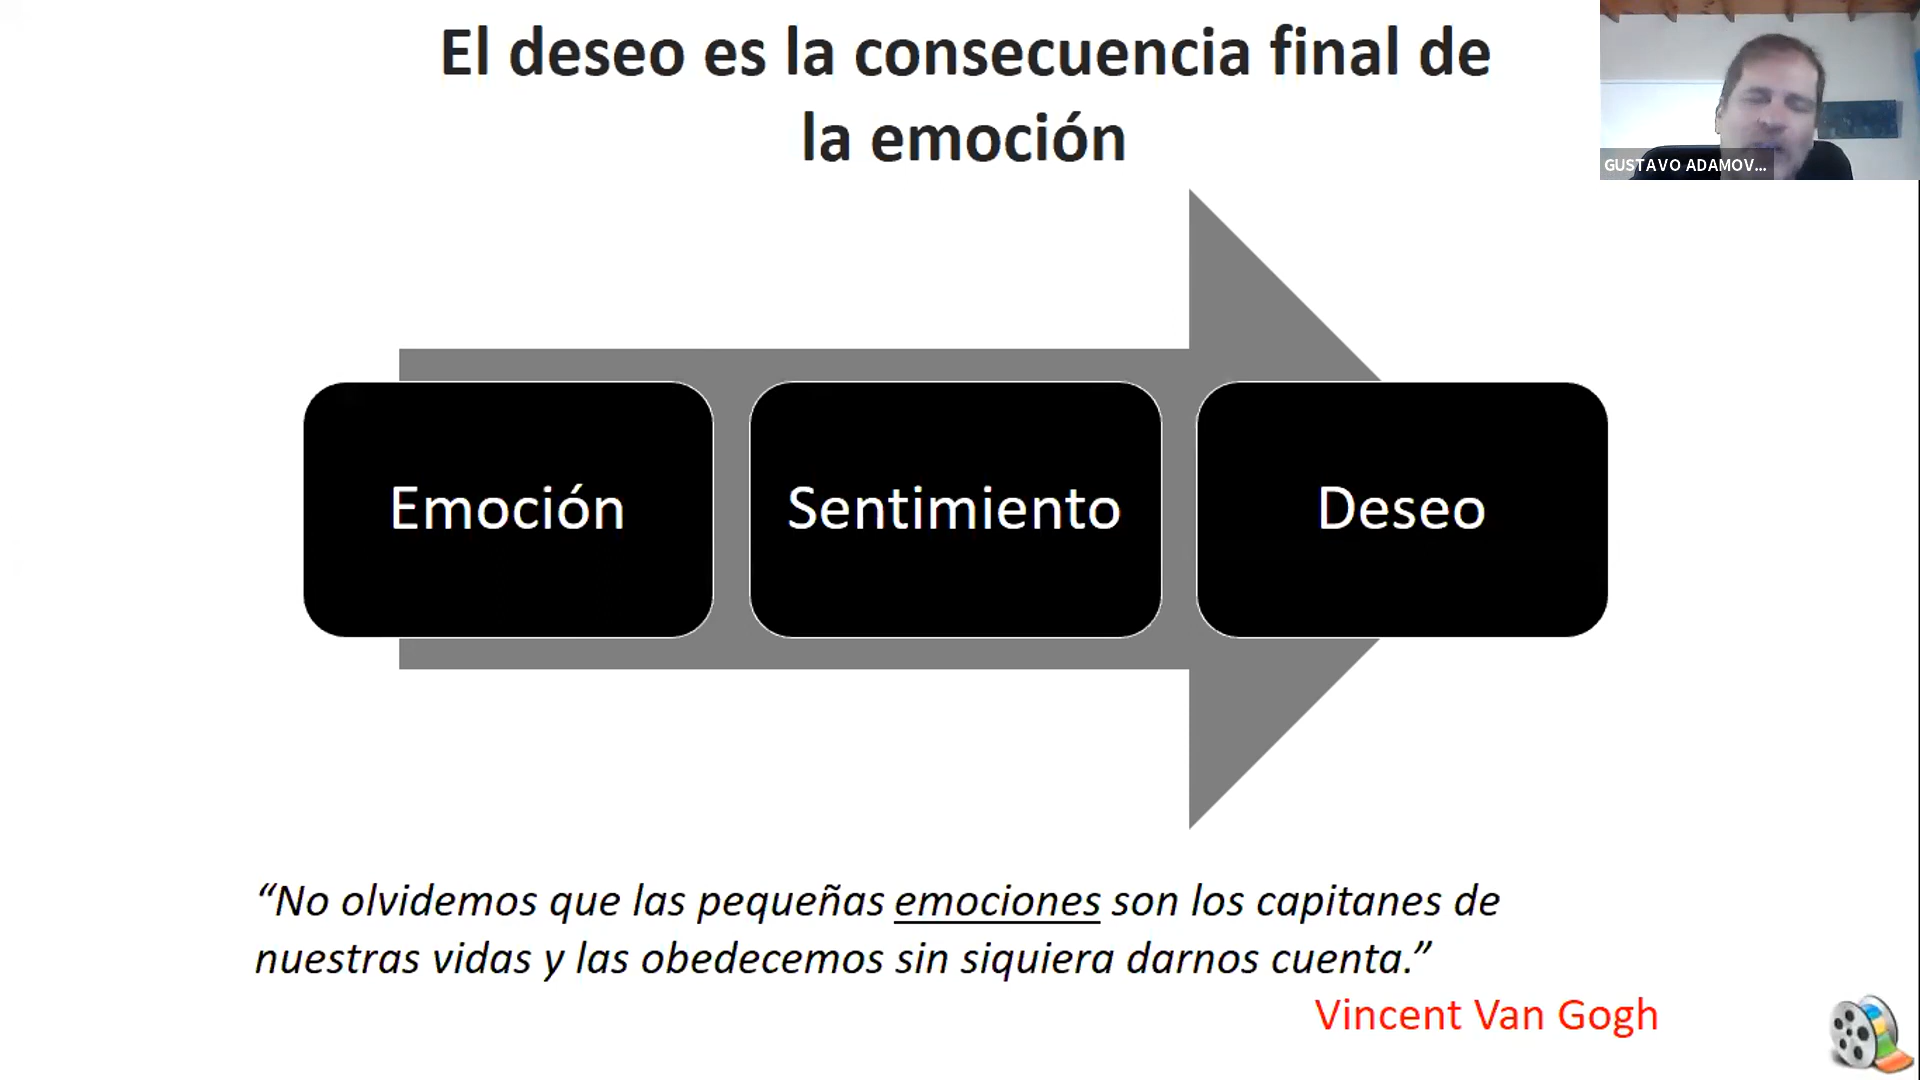 El deseo es la consecuencia final de
la emoción
GUSTAVO ADAMOV...
Emoción
Sentimiento
Deseo
“No olvidemos que las pequeñas emociones son los capitanes de
nuestras vidas y las obedecemos sin siquiera darnos cuenta.”
Vincent Van Gogh